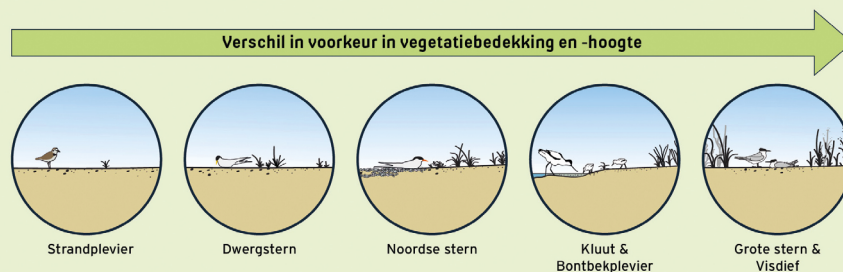 Verschil in voorkeur in vegetatiebedekking en -hoogte
Strandplevier
Dwergstern
Noordse stern
Kluut &
Bontbekplevier
Grote stern &
Visdief